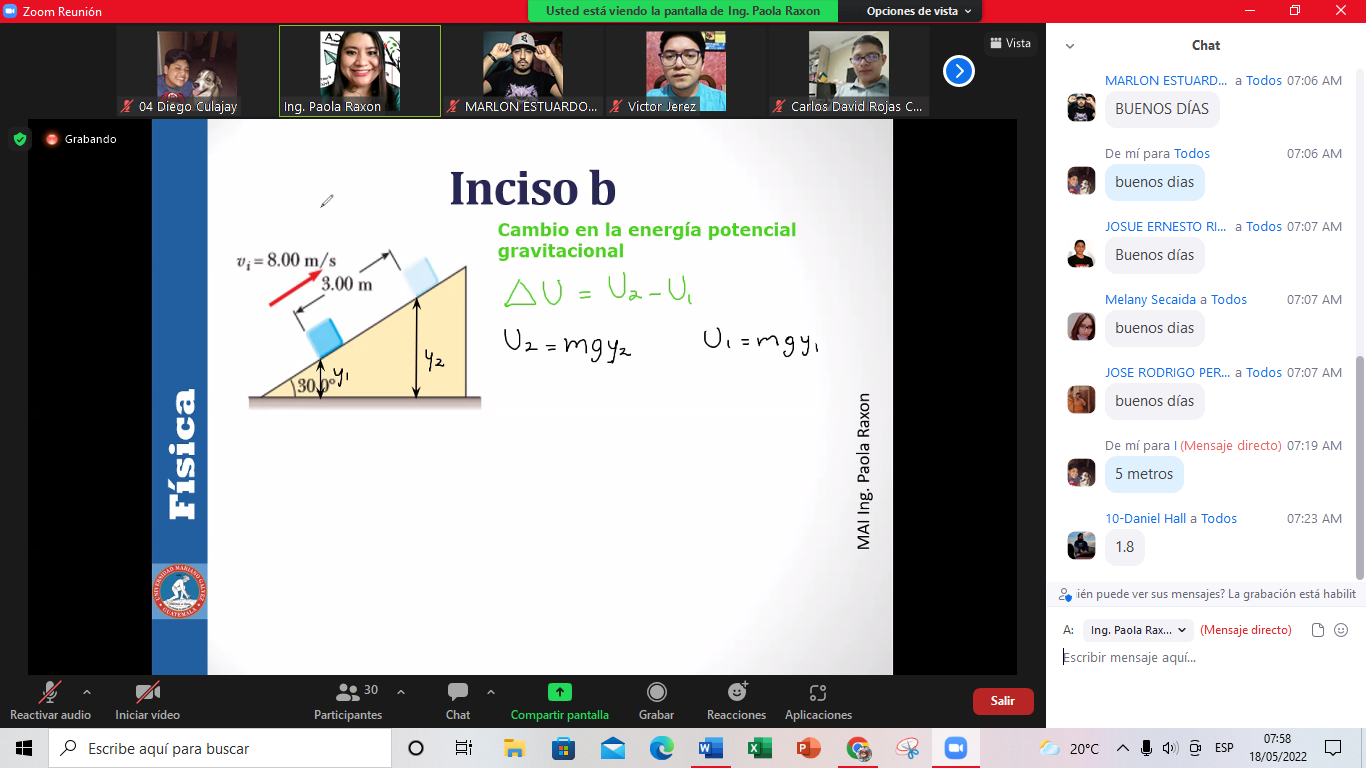 Zoom Reunión
Usted está viendo la pantalla de Ing. Paola Raxon
Opciones de vista
04 Diego Culajay
Ing. Paola Raxon
MARLON ESTUARDO...
Victor Jerez
Carlos David Rojas C...
Vista
Grabando
Inciso b
Cambio en la energía potencial
gravitacional
vi = 8.00 m/s
3.00 m
30.0°
y1
y2
△U = U2 - U1
U2 = mgy2
U1 = mgy1
Física
UNIVERSIDAD MARIANO GALVEZ
GUATEMALA
MAI Ing. Paola Raxon
Chat
MARLON ESTUARD... a Todos 07:06 AM
BUENOS DÍAS
De mí para Todos 07:06 AM
buenos dias
JOSUE ERNESTO RI... a Todos 07:07 AM
Buenos días
Melany Secaida a Todos 07:07 AM
buenos dias
JOSE RODRIGO PER... a Todos 07:07 AM
buenos días
De mí para I (Mensaje directo) 07:19 AM
5 metros
10-Daniel Hall a Todos 07:23 AM
1.8
ién puede ver sus mensajes? La grabación está habilit
A: Ing. Paola Rax... (Mensaje directo)
Escribir mensaje aquí...
Reactivar audio
Iniciar vídeo
Participantes
30
Chat
Compartir pantalla
Grabar
Reacciones
Aplicaciones
Salir
Escribe aquí para buscar
20°C
ESP
07:58
18/05/2022